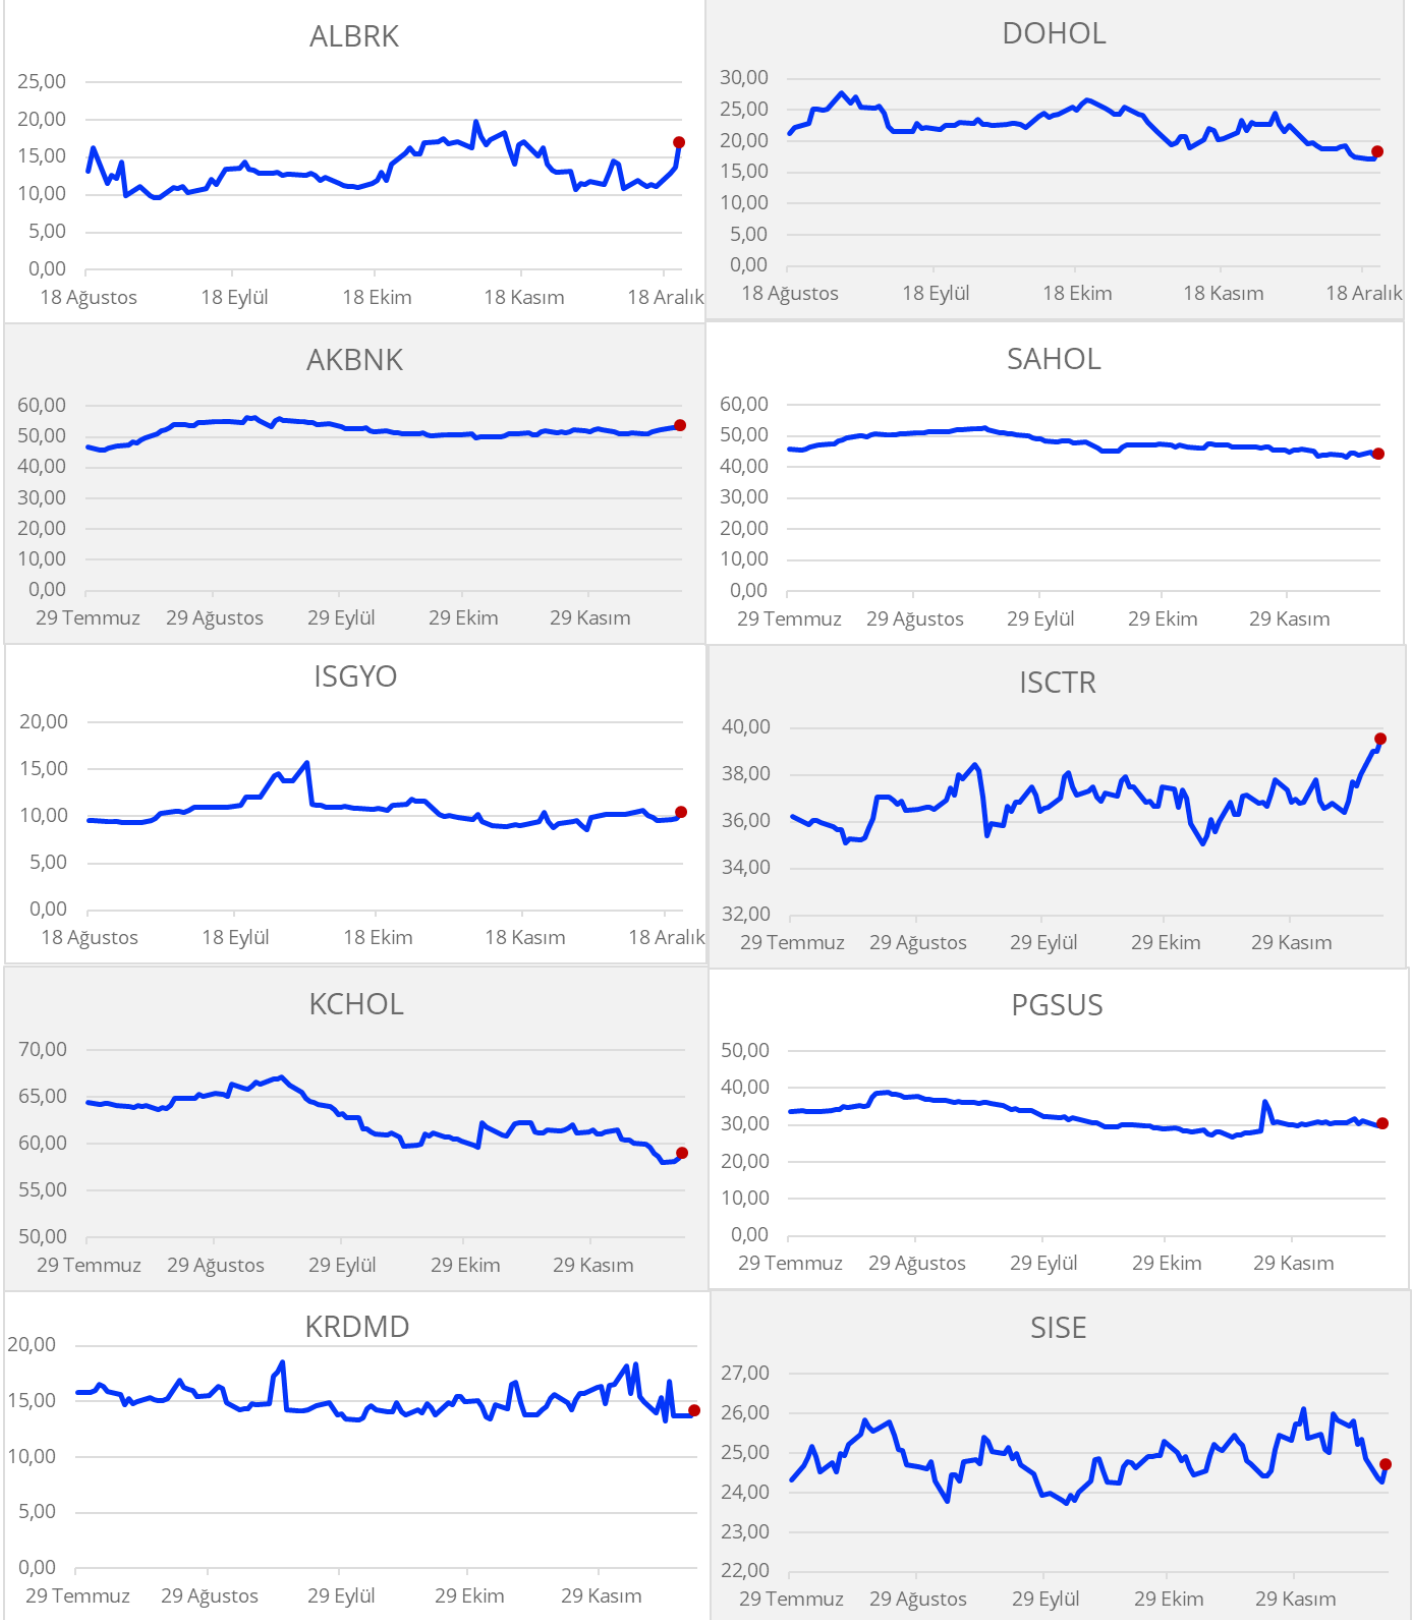 ALBRK
25,00
20,00
15,00
10,00
5,00
0,00
18 Ağustos 18 Eylül 18 Ekim 18 Kasım 18 Aralık
DOHOL
30,00
25,00
20,00
15,00
10,00
5,00
0,00
18 Ağustos 18 Eylül 18 Ekim 18 Kasım 18 Aralık
AKBNK
60,00
50,00
40,00
30,00
20,00
10,00
0,00
29 Temmuz 29 Ağustos 29 Eylül 29 Ekim 29 Kasım
SAHOL
60,00
50,00
40,00
30,00
20,00
10,00
0,00
29 Temmuz 29 Ağustos 29 Eylül 29 Ekim 29 Kasım
ISGYO
20,00
15,00
10,00
5,00
0,00
18 Ağustos 18 Eylül 18 Ekim 18 Kasım 18 Aralık
ISCTR
40,00
38,00
36,00
34,00
32,00
29 Temmuz 29 Ağustos 29 Eylül 29 Ekim 29 Kasım
KCHOL
70,00
65,00
60,00
55,00
50,00
29 Temmuz 29 Ağustos 29 Eylül 29 Ekim 29 Kasım
PGSUS
50,00
40,00
30,00
20,00
10,00
0,00
29 Temmuz 29 Ağustos 29 Eylül 29 Ekim 29 Kasım
KRDMD
20,00
15,00
10,00
5,00
0,00
29 Temmuz 29 Ağustos 29 Eylül 29 Ekim 29 Kasım
SISE
27,00
26,00
25,00
24,00
23,00
22,00
29 Temmuz 29 Ağustos 29 Eylül 29 Ekim 29 Kasım